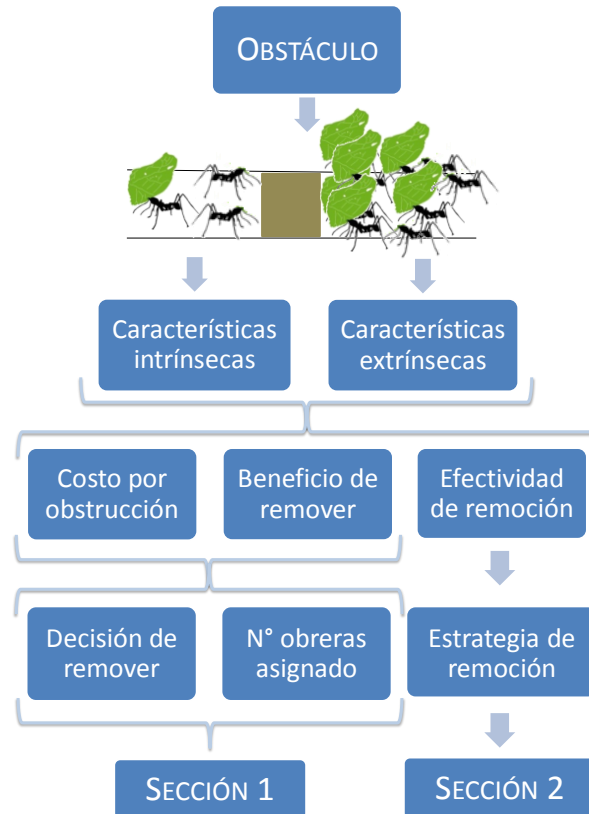 OBSTÁCULO
Características
intrínsecas
Características
extrínsecas
Costo por
obstrucción
Beneficio de
remover
Efectividad
de remoción
Decisión de
remover
N° obreras
asignado
Estrategia de
remoción
SECCIÓN 1
SECCIÓN 2